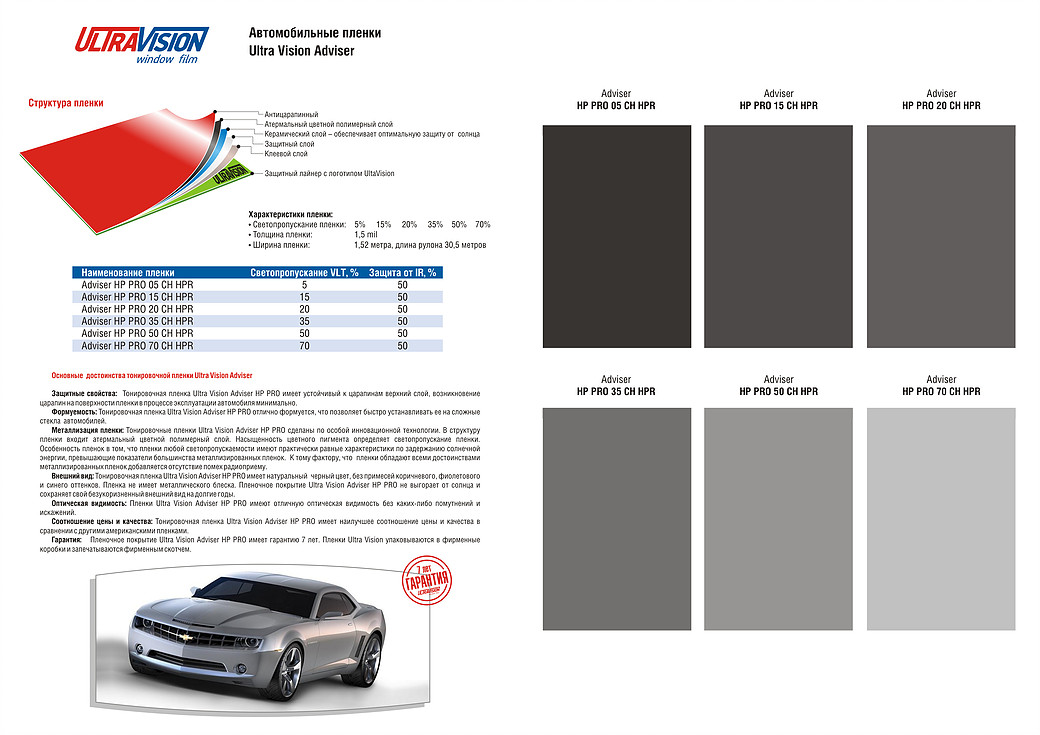 ULTRAVISION
window film
Автомобильные пленки
Ultra Vision Adviser
Структура пленки
Антицарапинный
Атермальный цветной полимерный слой
Керамический слой – обеспечивает оптимальную защиту от солнца
Защитный слой
Клеевой слой
Защитный лайнер с логотипом UltaVision
ULTRAVISION
Характеристики пленки:
• Светопропускание пленки: 5% 15% 20% 35% 50% 70%
• Толщина пленки: 1,5 mil
• Ширина пленки: 1,52 метра, длина рулона 30,5 метров
Наименование пленки Светопропускание VLT, % Защита от IR, %
Adviser HP PRO 05 CH HPR 5 50
Adviser HP PRO 15 CH HPR 15 50
Adviser HP PRO 20 CH HPR 20 50
Adviser HP PRO 35 CH HPR 35 50
Adviser HP PRO 50 CH HPR 50 50
Adviser HP PRO 70 CH HPR 70 50
Основные достоинства тонировочной пленки Ultra Vision Adviser
Защитные свойства: Тонировочная пленка Ultra Vision Adviser HP PRO имеет устойчивый к царапинам верхний слой, возникновение
царапин на поверхности пленки в процессе эксплуатации автомобиля минимально.
Формуемость: Тонировочная пленка Ultra Vision Adviser HP PRO отлично формуется, что позволяет быстро устанавливать ее на сложные
стекла автомобилей.
Металлизация пленки: Тонировочные пленки Ultra Vision Adviser HP PRO сделаны по особой инновационной технологии. В структуру
пленки входит атермальный цветной полимерный слой. Насыщенность цветного пигмента определяет светопропускание пленки.
Особенность пленок в том, что пленки любой светопропускаемости имеют практически равные характеристики по задержанию солнечной
энергии, превышающие показатели большинства металлизированных пленок. К тому фактору, что пленки обладают всеми достоинствами
металлизированных пленок добавляется отсутствие помех радиоприему.
Внешний вид: Тонировочная пленка Ultra Vision Adviser HP PRO имеет натуральный черный цвет, без примесей коричневого, фиолетового
и синего оттенков. Пленка не имеет металлического блеска. Пленочное покрытие Ultra Vision Adviser HP PRO не выгорает от солнца и
сохраняет свой безукоризненный внешний вид на долгие годы.
Оптическая видимость: Пленки Ultra Vision Adviser HP PRO имеют отличную оптическая видимость без каких-либо помутнений и
искажений.
Соотношение цены и качества: Тонировочная пленка Ultra Vision Adviser HP PRO имеет наилучшее соотношение цены и качества в
сравнении с другими американскими пленками.
Гарантия: Пленочное покрытие Ultra Vision Adviser HP PRO имеет гарантию 7 лет. Пленки Ultra Vision упаковываются в фирменные
коробки и запечатываются фирменным скотчем.
7 лет
ГАРАНТИЯ
ULTRAVISION
Adviser
HP PRO 05 CH HPR
Adviser
HP PRO 15 CH HPR
Adviser
HP PRO 20 CH HPR
Adviser
HP PRO 35 CH HPR
Adviser
HP PRO 50 CH HPR
Adviser
HP PRO 70 CH HPR